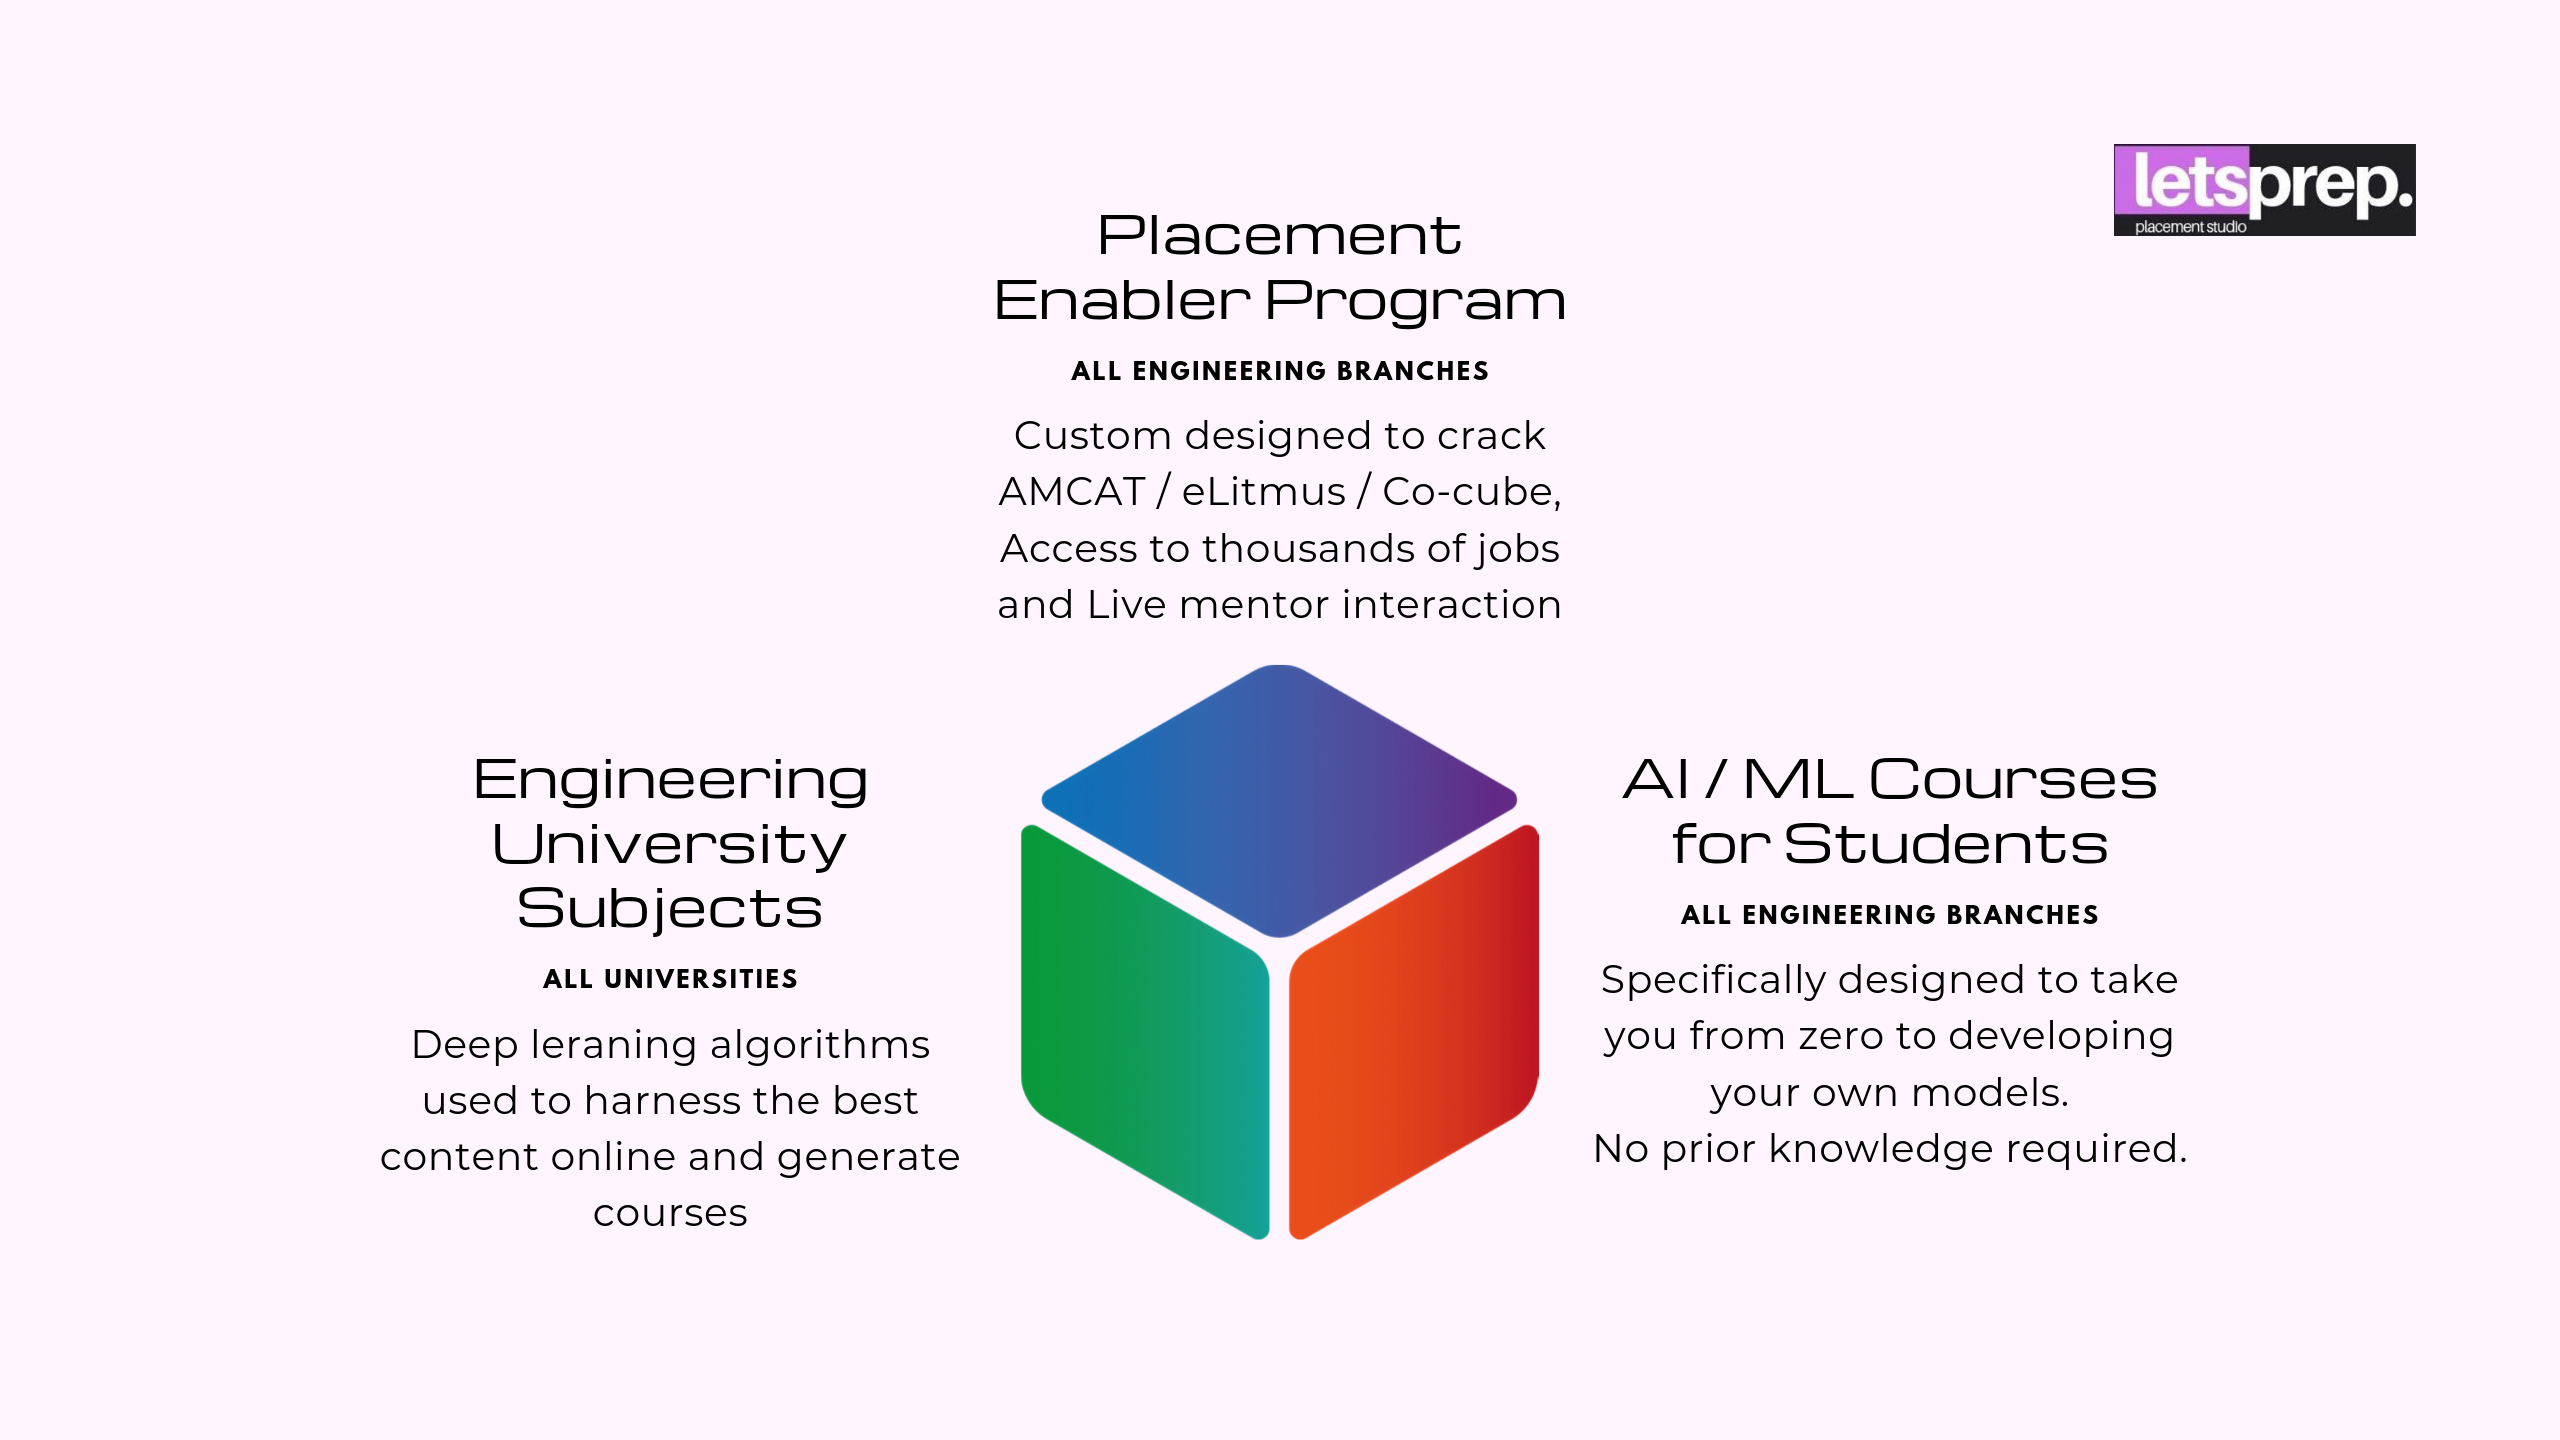 letsprep.
placement studio
Placement
Enabler Program
ALL ENGINEERING BRANCHES
Custom designed to crack
AMCAT / eLitmus / Co-cube,
Access to thousands of jobs
and Live mentor interaction
Engineering
University
Subjects
ALL UNIVERSITIES
Deep leraning algorithms
used to harness the best
content online and generate
courses
AI / ML Courses
for Students
ALL ENGINEERING BRANCHES
Specifically designed to take
you from zero to developing
your own models.
No prior knowledge required.